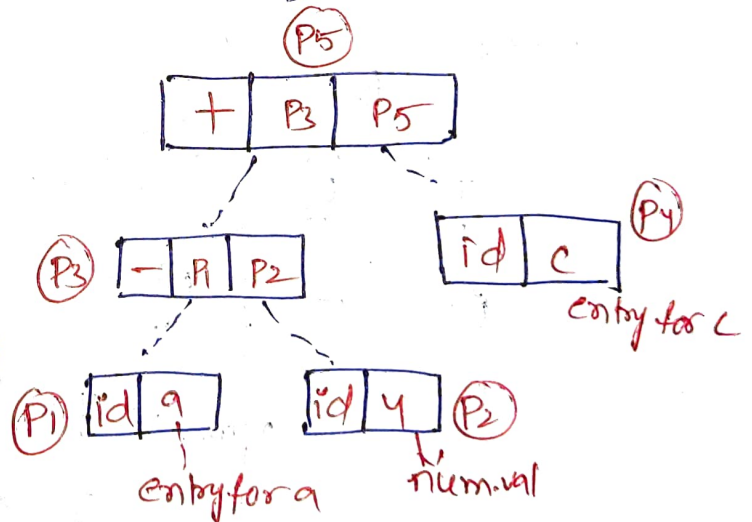 P5
+ P3 P5
P4
id c
entry for c
P3 - P1 P2
P1 id a
id 4 P2
entry for a
num.val